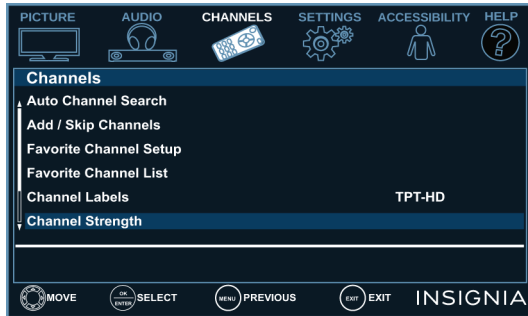 PICTURE AUDIO CHANNELS SETTINGS ACCESSIBILITY HELP
?
Channels
Auto Channel Search
Add / Skip Channels
Favorite Channel Setup
Favorite Channel List
Channel Labels TPT-HD
Channel Strength
MOVE OK ENTER SELECT MENU PREVIOUS EXIT EXIT INSIGNIA